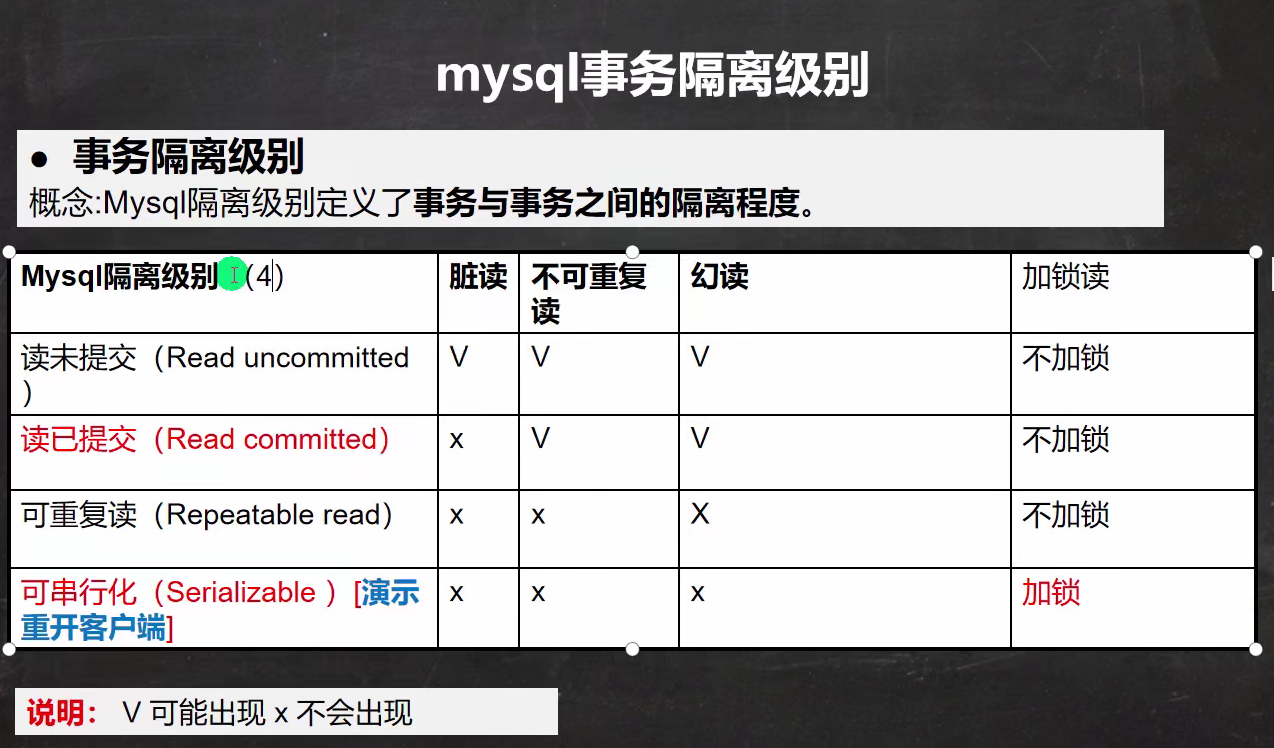 mysql事务隔离级别
● 事务隔离级别
概念:Mysql隔离级别定义了事务与事务之间的隔离程度。
Mysql隔离级别 (4) 脏读 不可重复 幻读 加锁读
读
读未提交（Read uncommitted V V V 不加锁
）
读已提交（Read committed） x V V 不加锁
可重复读（Repeatable read） x x X 不加锁
可串行化（Serializable ）[演示 x x x 加锁
重开客户端]
说明： V 可能出现 x 不会出现